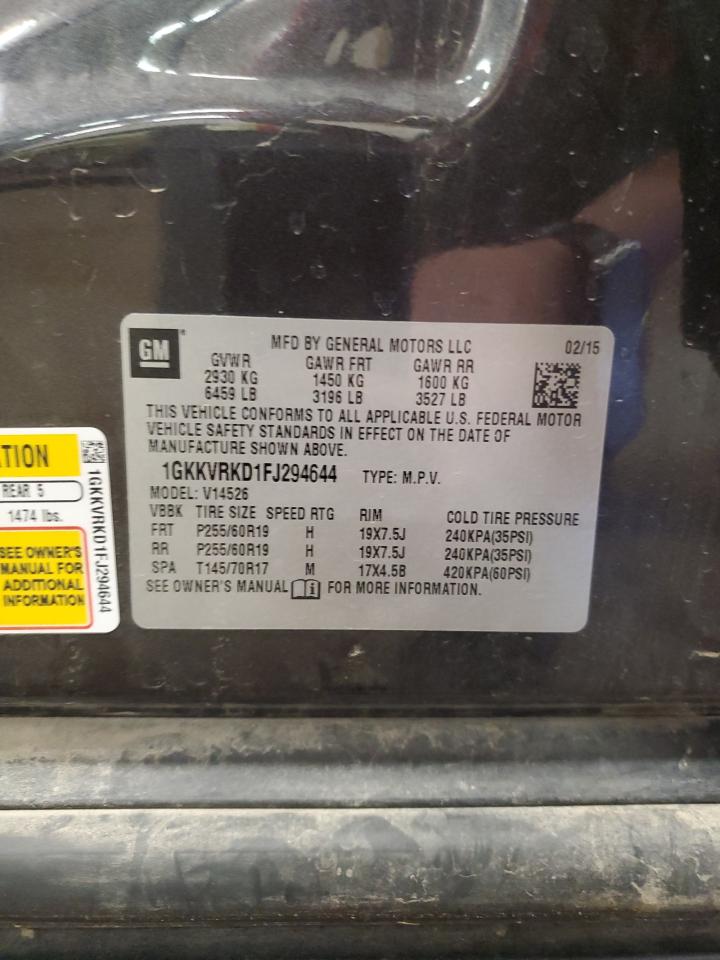 GM
MFD BY GENERAL MOTORS LLC 02/15
GVWR GAWR FRT GAWR RR
2930 KG 1450 KG 1600 KG
6459 LB 3196 LB 3527 LB
THIS VEHICLE CONFORMS TO ALL APPLICABLE U.S. FEDERAL MOTOR
VEHICLE SAFETY STANDARDS IN EFFECT ON THE DATE OF
MANUFACTURE SHOWN ABOVE.
1GKKVRKD1FJ294644 TYPE: M.P.V.
MODEL: V14526
VBBK TIRE SIZE SPEED RTG RIM COLD TIRE PRESSURE
FRT P255/60R19 H 19X7.5J 240KPA(35PSI)
RR P255/60R19 H 19X7.5J 240KPA(35PSI)
SPA T145/70R17 M 17X4.5B 420KPA(60PSI)
SEE OWNER'S MANUAL FOR MORE INFORMATION.
REAR 5
1474 lbs.
SEE OWNER'S
MANUAL FOR
ADDITIONAL
INFORMATION
1GKKVRKD1FJ294644